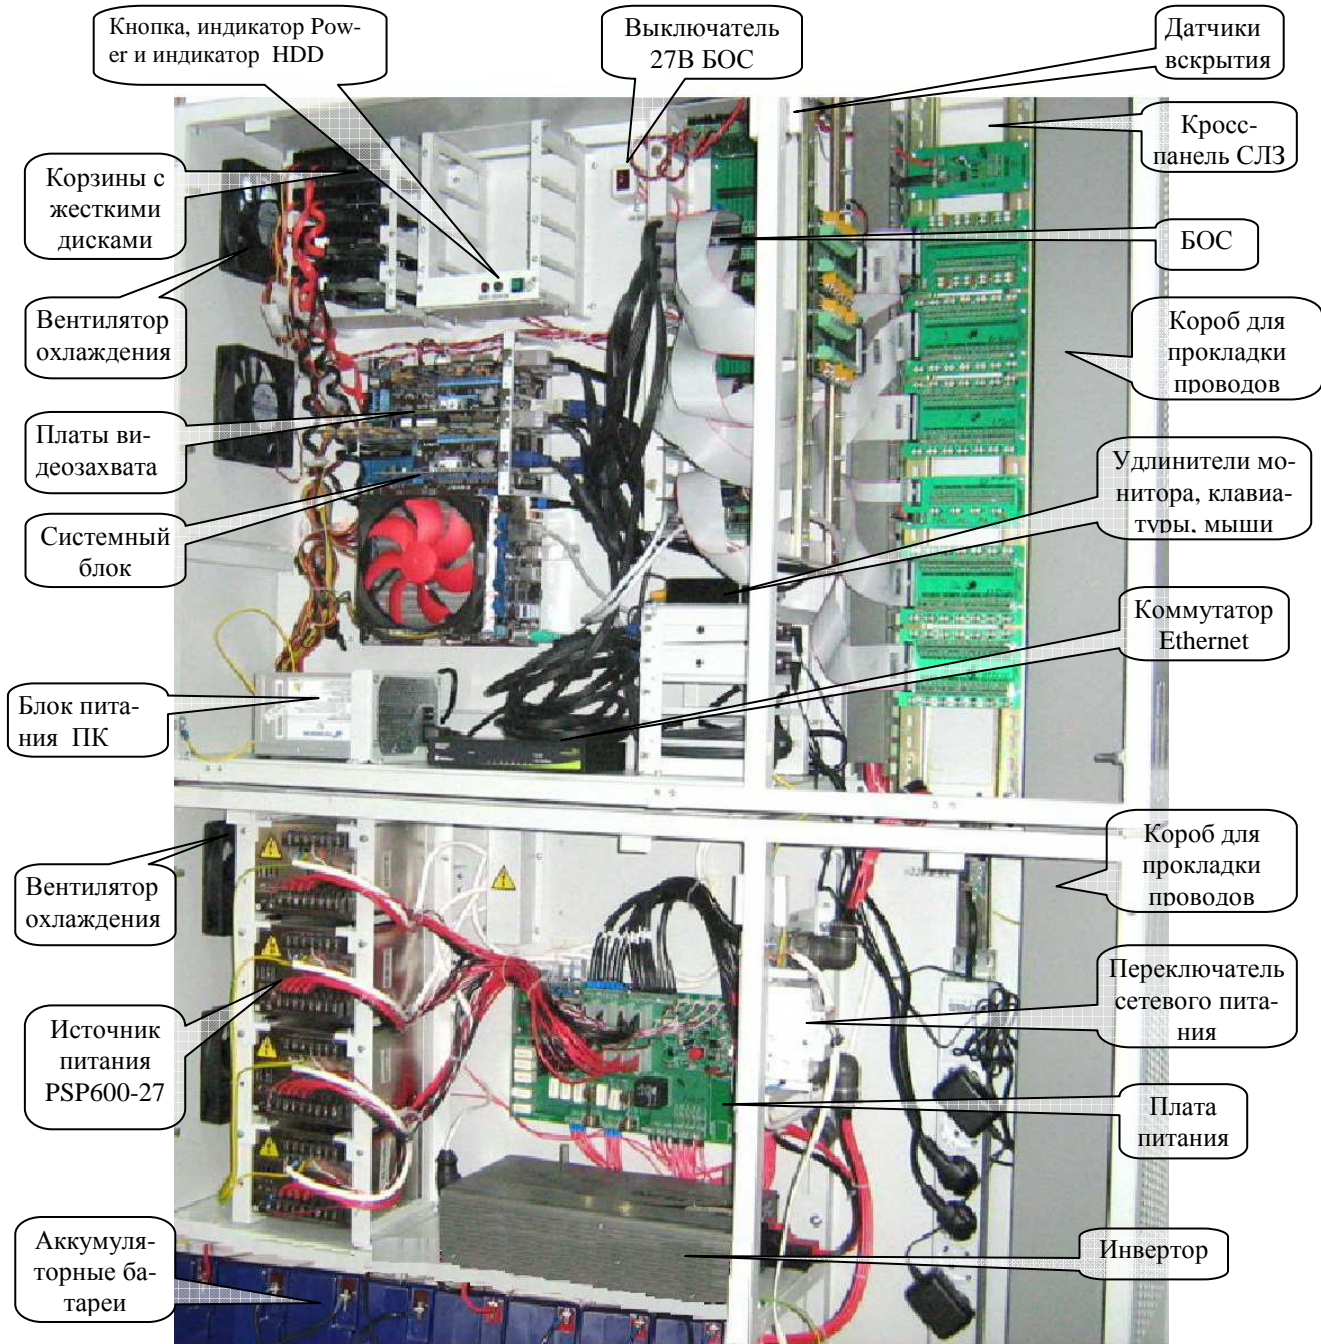 Кнопка, индикатор Pow-
er и индикатор HDD
Выключатель
27В БОС
Датчики
вскрытия
Кросс-
панель СЛЗ
Корзины с
жесткими
дисками
БОС
Вентилятор
охлаждения
Короб для
прокладки
проводов
Платы ви-
деозахвата
Удлинители мо-
нитора, клавиа-
туры, мыши
Системный
блок
Коммутатор
Ethernet
Блок пита-
ния ПК
Короб для
прокладки
проводов
Вентилятор
охлаждения
Переключатель
сетевого пита-
ния
Источник
питания
PSP600-27
Плата
питания
Аккумуля-
торные ба-
тареи
Инвертор